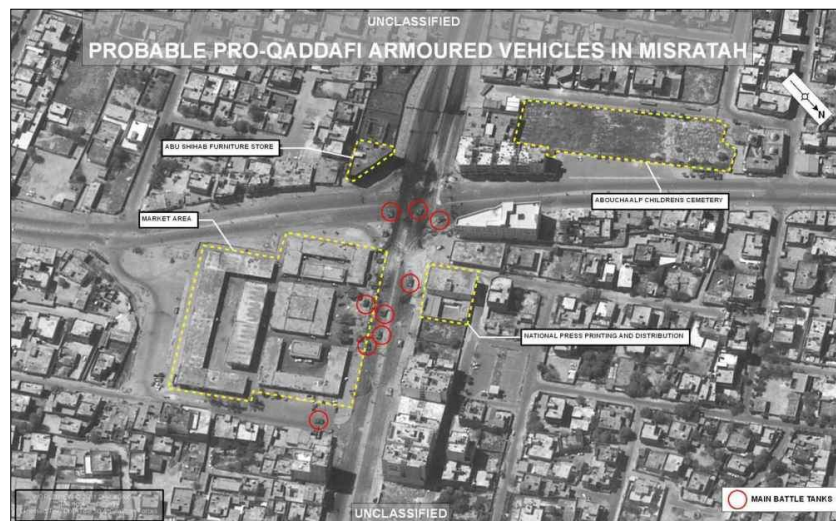 UNCLASSIFIED
PROBABLE PRO-QADDAFI ARMOURED VEHICLES IN MISRATAH
N
ABU SHIHAB FURNITURE STORE
ABOUCHAALP CHILDRENS CEMETERY
MARKET AREA
NATIONAL PRESS PRINTING AND DISTRIBUTION
MAIN BATTLE TANKS
UNCLASSIFIED